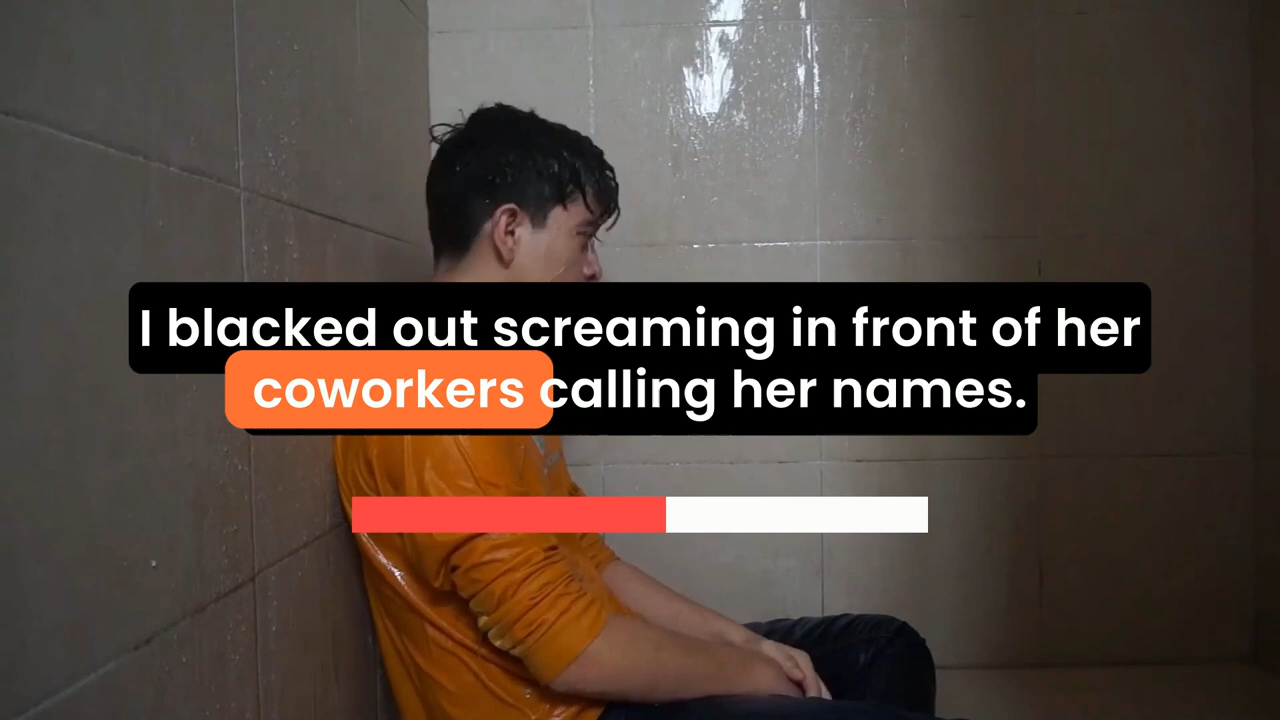 I blacked out screaming in front of her
coworkers calling her names.